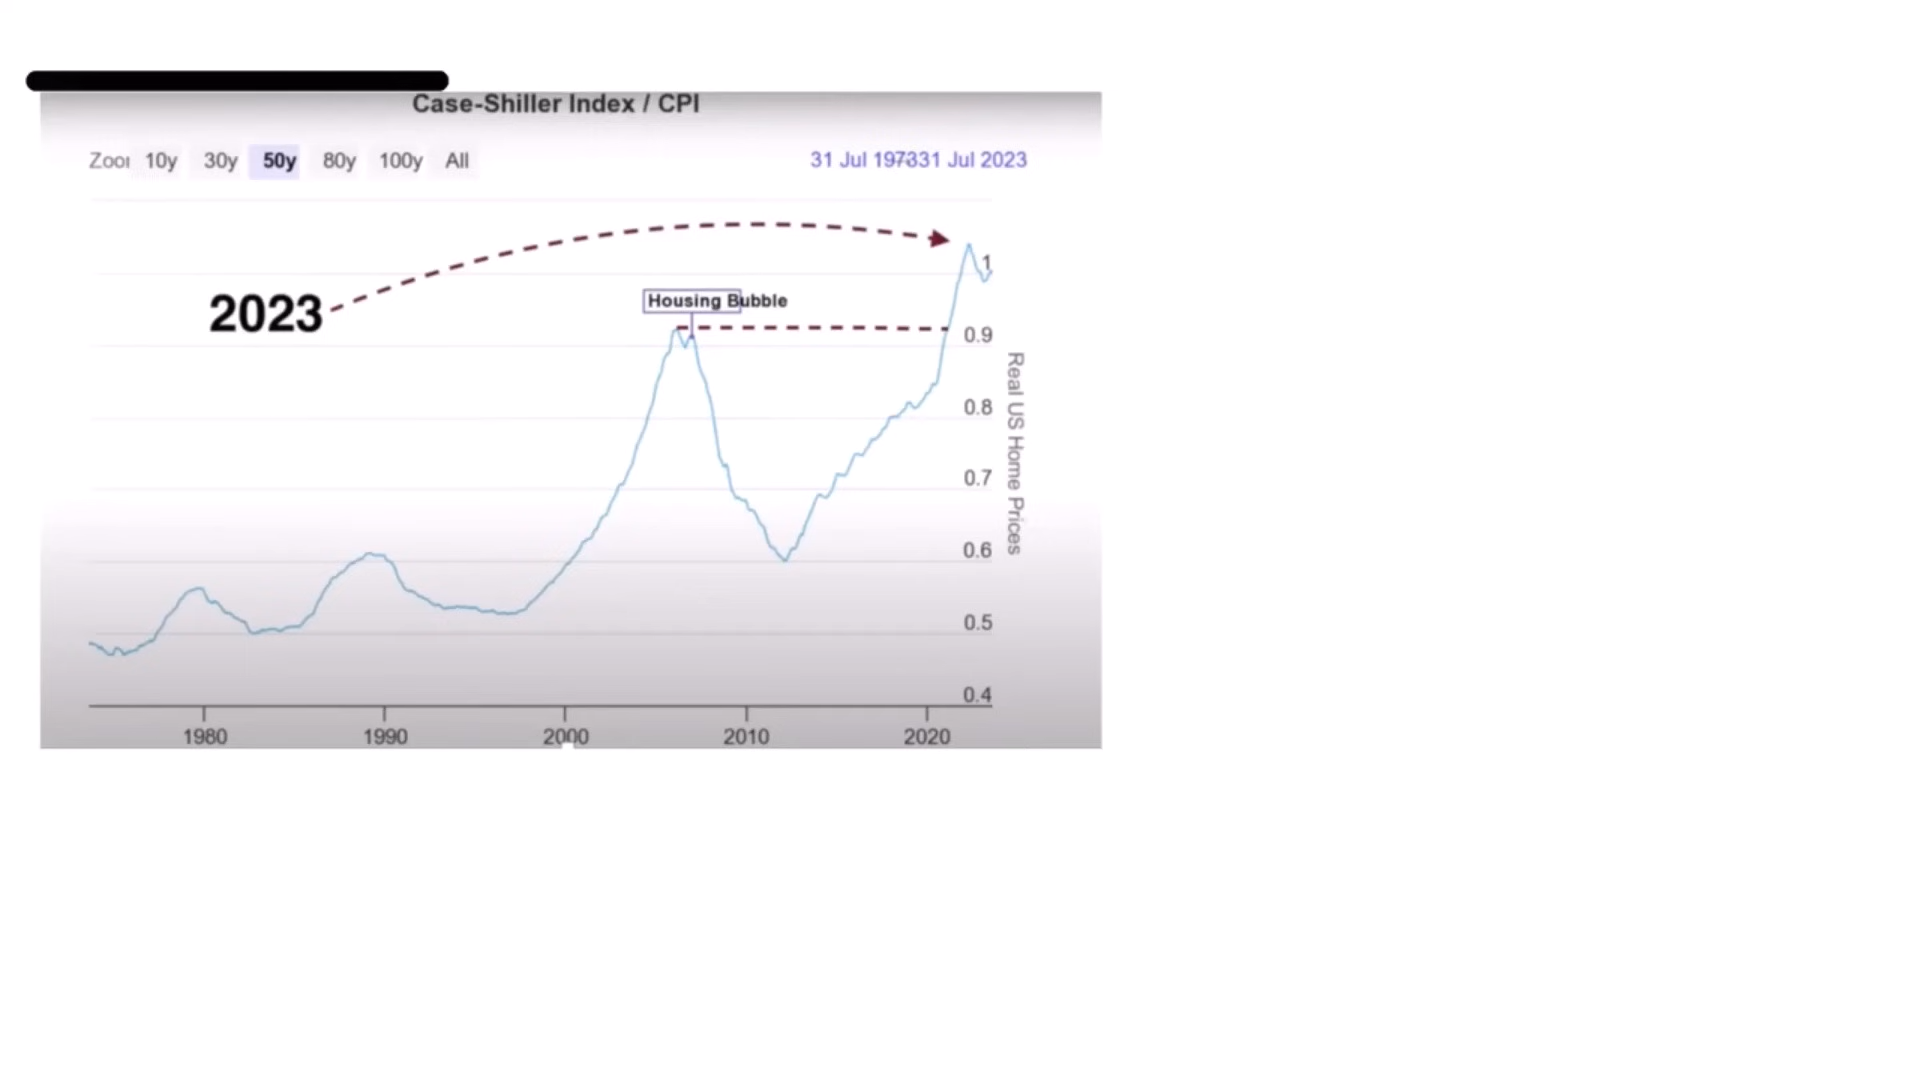 Case-Shiller Index / CPI
10y 30y 50y 80y 100y All
31 Jul 1973 31 Jul 2023
2023
Housing Bubble
1
0.9
0.8
0.7
0.6
0.5
0.4
Real US Home Prices
1980 1990 2000 2010 2020